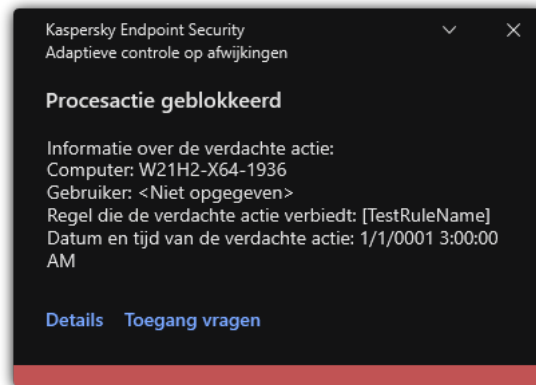 Kaspersky Endpoint Security
Adaptieve controle op afwijkingen
Procesactie geblokkeerd
Informatie over de verdachte actie:
Computer: W21H2-X64-1936
Gebruiker: <Niet opgegeven>
Regel die de verdachte actie verbiedt: [TestRuleName]
Datum en tijd van de verdachte actie: 1/1/0001 3:00:00
AM
Details Toegang vragen